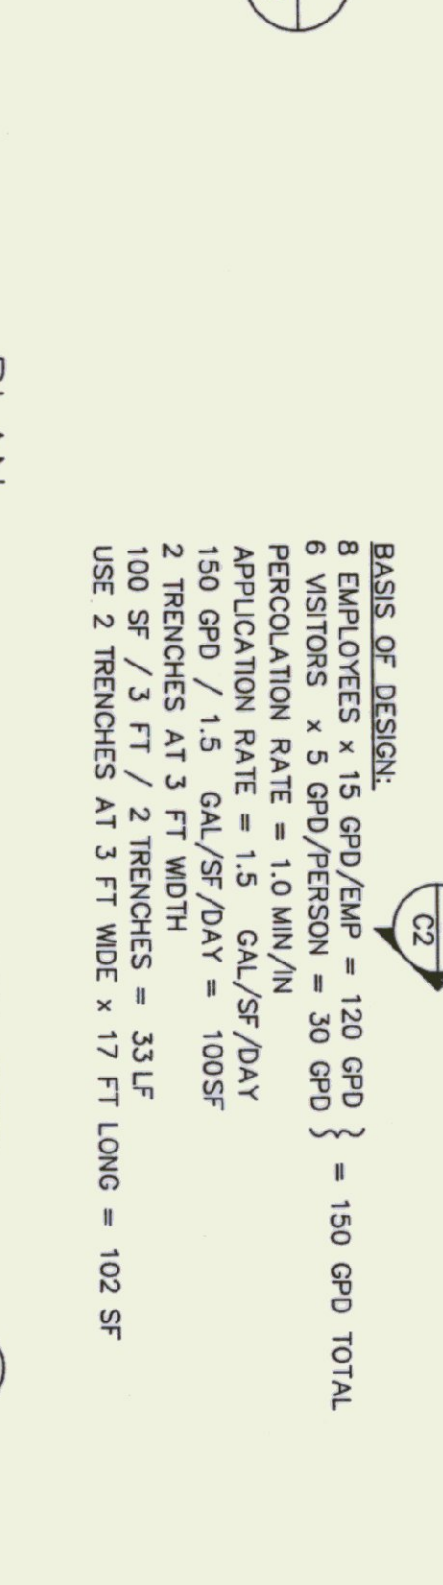 BASIS OF DESIGN:
8 EMPLOYEES x 15 GPD/EMP = 120 GPD } = 150 GPD TOTAL
6 VISITORS x 5 GPD/PERSON = 30 GPD }
PERCOLATION RATE = 1.0 MIN/IN
APPLICATION RATE = 1.5 GAL/SF/DAY
150 GPD / 1.5 GAL/SF/DAY = 100SF
2 TRENCHES AT 3 FT WIDTH
100 SF / 3 FT / 2 TRENCHES = 33 LF
USE 2 TRENCHES AT 3 FT WIDE x 17 FT LONG = 102 SF
C2